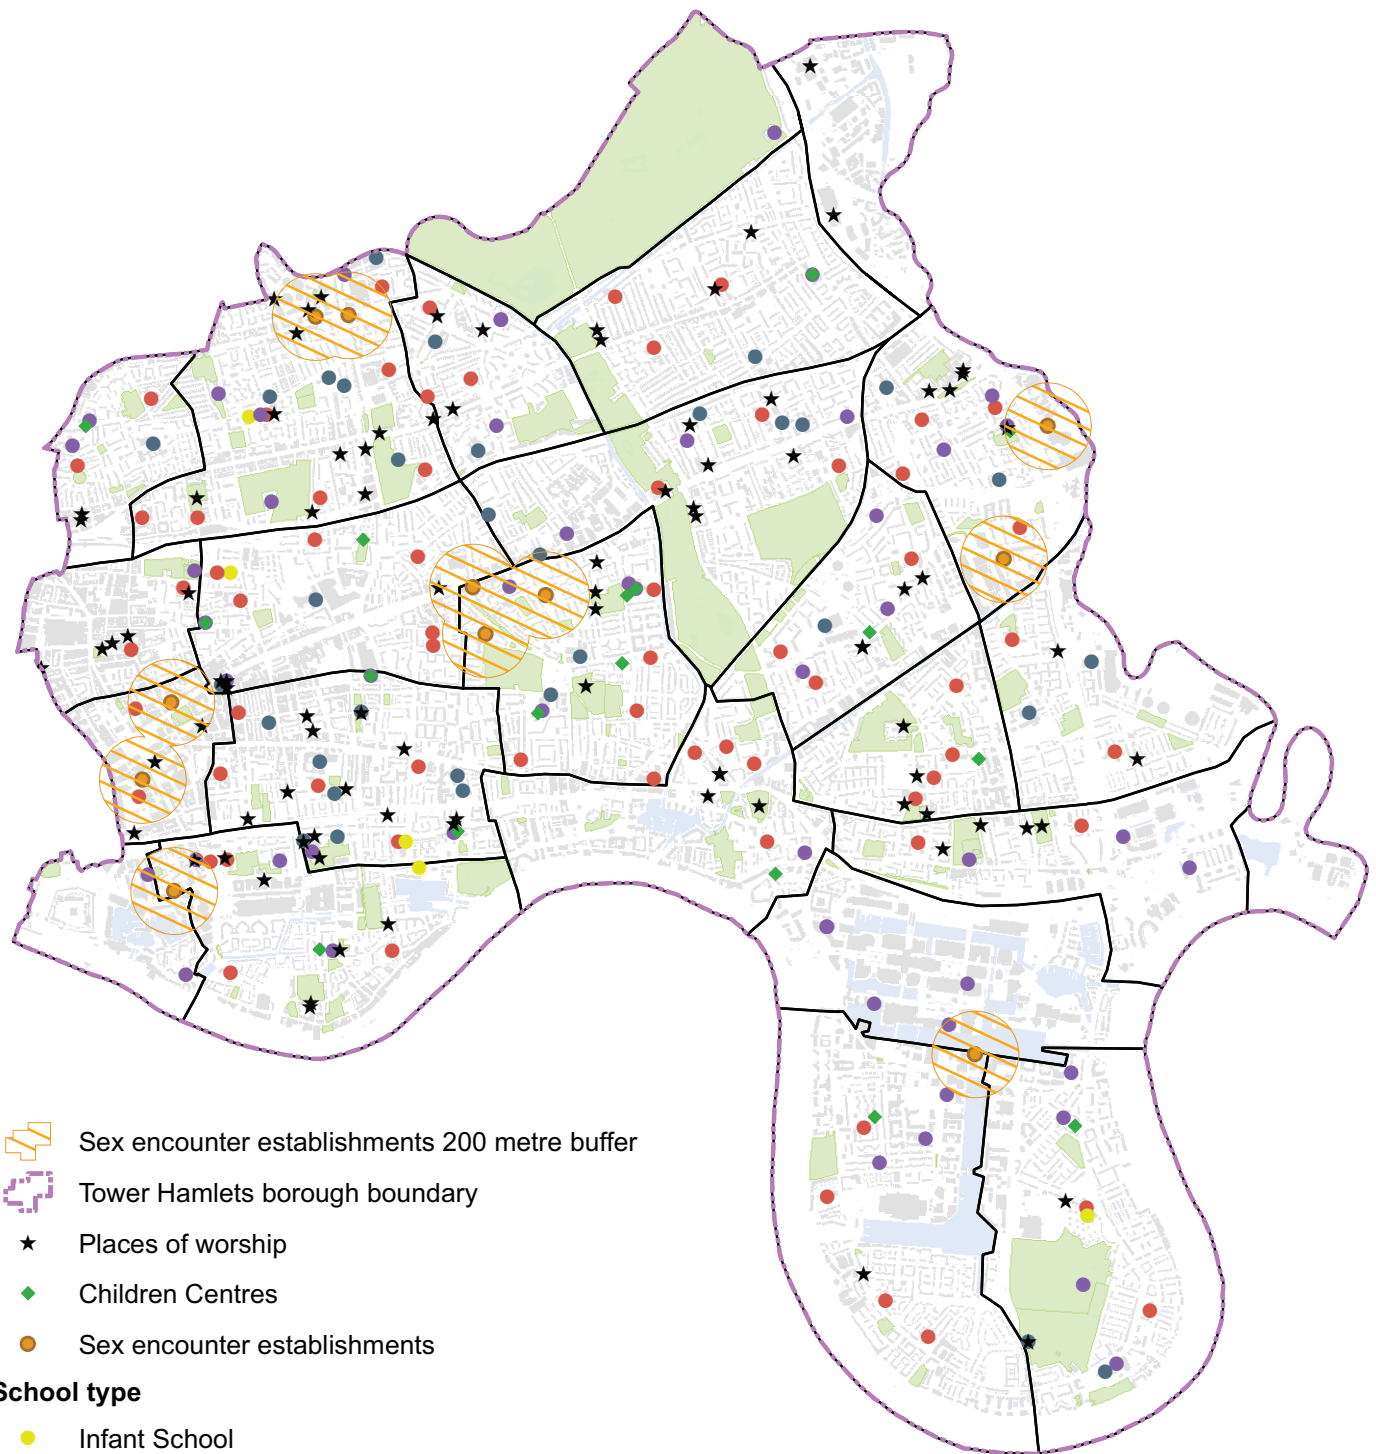 Sex encounter establishments 200 metre buffer
Tower Hamlets borough boundary
Places of worship
Children Centres
Sex encounter establishments
School type
Infant School